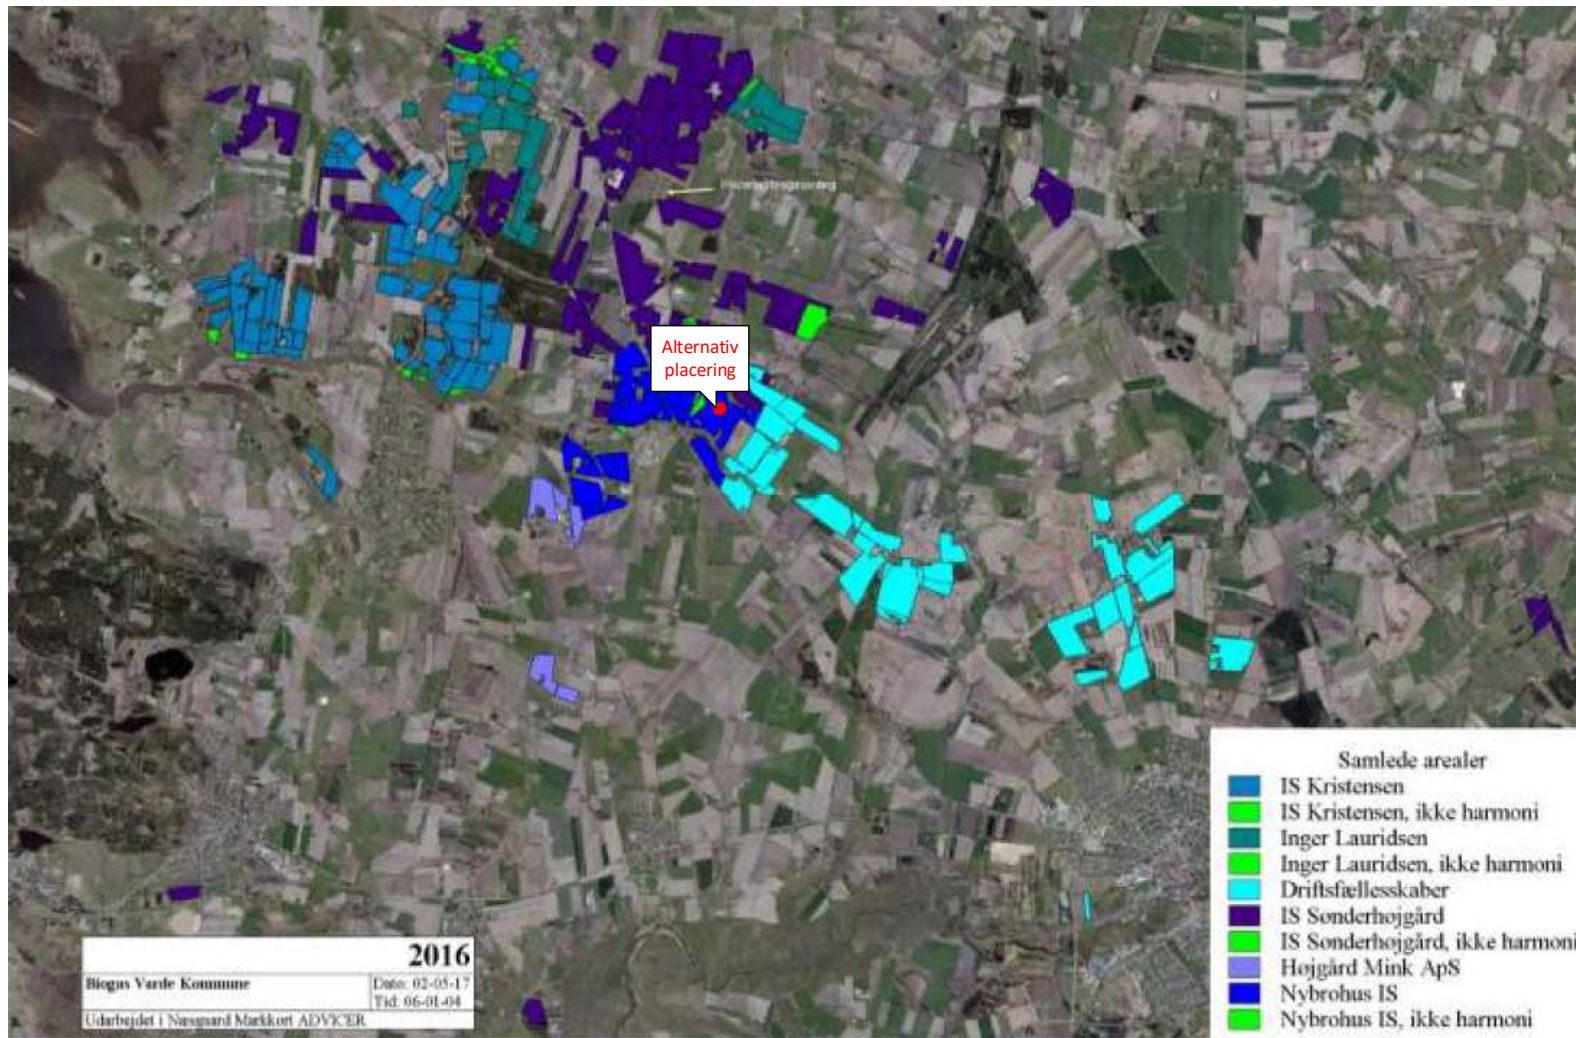 Alternativ
placering
Samlede arealer
IS Kristensen
IS Kristensen, ikke harmoni
Inger Lauridsen
Inger Lauridsen, ikke harmoni
Driftsfællesskaber
IS Sønderhøjgård
IS Sønderhøjgård, ikke harmoni
Højgård Mink ApS
Nybrohus IS
Nybrohus IS, ikke harmoni
2016
Biogas Varde Kommune
Dato: 02-05-17
Tid: 06-01-04
Udarbejdet i Næsgaard Markkort ADVICER